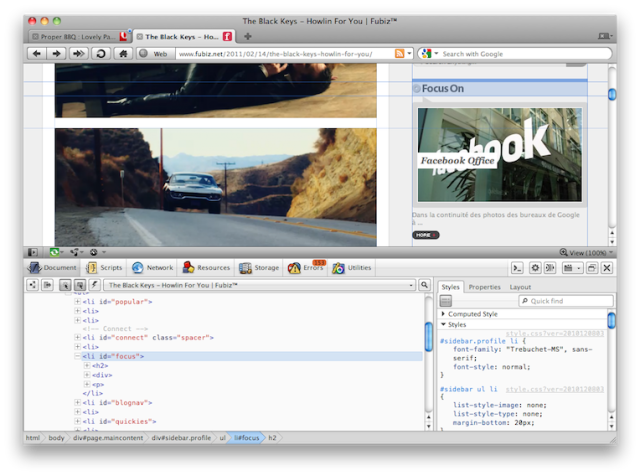 The Black Keys – Howlin For You | Fubiz™
Proper BBQ : Lovely Pa...
The Black Keys – Howlin...
Web
www.fubiz.net/2011/02/14/the-black-keys-howlin-for-you/
Search with Google
Focus On
facebook
Facebook Office
Dans la continuité des photos des bureaux de Google
à ...
MORE
View (100%)
Document
Scripts
Network
Resources
Storage
Errors
Utilities
The Black Keys – Howlin For You | Fubiz™
<li id="popular">
<li>
<li>
<!-- Connect -->
<li id="connect" class="spacer">
<li>
<li id="focus">
<h2>
<div>
<p>
</li>
<li id="blognav">
<li>
<li id="quickies">
Styles
Properties
Layout
Quick find
Computed Style
Styles
style.css?ver=2010120803
#sidebar.profile li {
font-family: "Trebuchet-MS", sans-
serif;
font-style: normal;
}
#sidebar ul li style.css?ver=2010120803
{
list-style-image: none;
list-style-type: none;
margin-bottom: 20px;
html
body
div#page.maincontent
div#sidebar.profile
ul
li#focus
h2